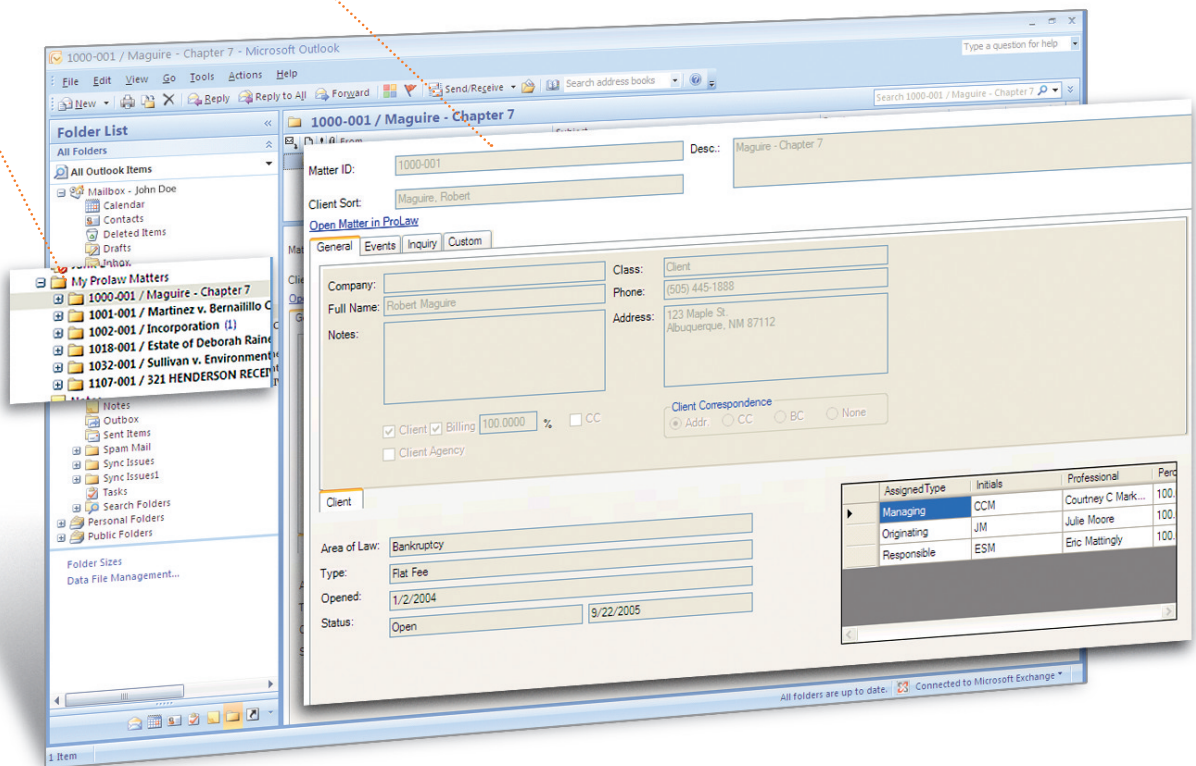 1000-001 / Maguire - Chapter 7 - Microsoft Outlook
Type a question for help
File Edit View Go Tools Actions Help
New Reply Reply to All Forward Send/Receive Search address books
Search 1000-001 / Maguire - Chapter 7
Folder List
All Folders
All Outlook Items
Mailbox - John Doe
Calendar
Contacts
Deleted Items
Drafts
Inbox
My Prolaw Matters
1000-001 / Maguire - Chapter 7
1001-001 / Martinez v. Bernailillo C
1002-001 / Incorporation (1)
1018-001 / Estate of Deborah Raine
1032-001 / Sullivan v. Environment
1107-001 / 321 HENDERSON RECEI
Notes
Outbox
Sent Items
Spam Mail
Sync Issues
Sync Issues1
Tasks
Search Folders
Personal Folders
Public Folders
Folder Sizes
Data File Management...
1 Item
1000-001 / Maguire - Chapter 7
From Subject
Matter ID: 1000-001
Desc.: Maguire - Chapter 7
Client Sort: Maguire, Robert
Open Matter in ProLaw
General Events Inquiry Custom
Company:
Class: Client
Full Name: Robert Maguire
Phone: (505) 445-1888
Notes:
Address: 123 Maple St.
Albuquerque, NM 87112
Client Billing 100.0000 % CC
Client Agency
Client Correspondence
Addr. CC BC None
Client
Area of Law: Bankruptcy
Type: Flat Fee
Opened: 1/2/2004
Status: Open 9/22/2005
AssignedType Initials Professional Perc
Managing CCM Courtney C Mark... 100.
Originating JM Julie Moore 100.
Responsible ESM Eric Mattingly 100.
All folders are up to date. Connected to Microsoft Exchange